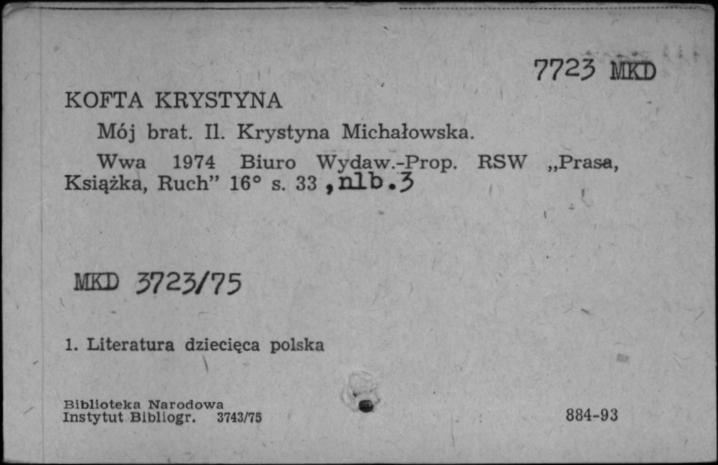 7723 MKD
KOFTA KRYSTYNA
Mój brat. Il. Krystyna Michałowska.
Wwa 1974 Biuro Wydaw.-Prop. RSW „Prasa,
Książka, Ruch” 16° s. 33 , nlb. 3
MKD 3723/75
1. Literatura dziecięca polska
Biblioteka Narodowa
Instytut Bibliogr. 3743/75
884-93